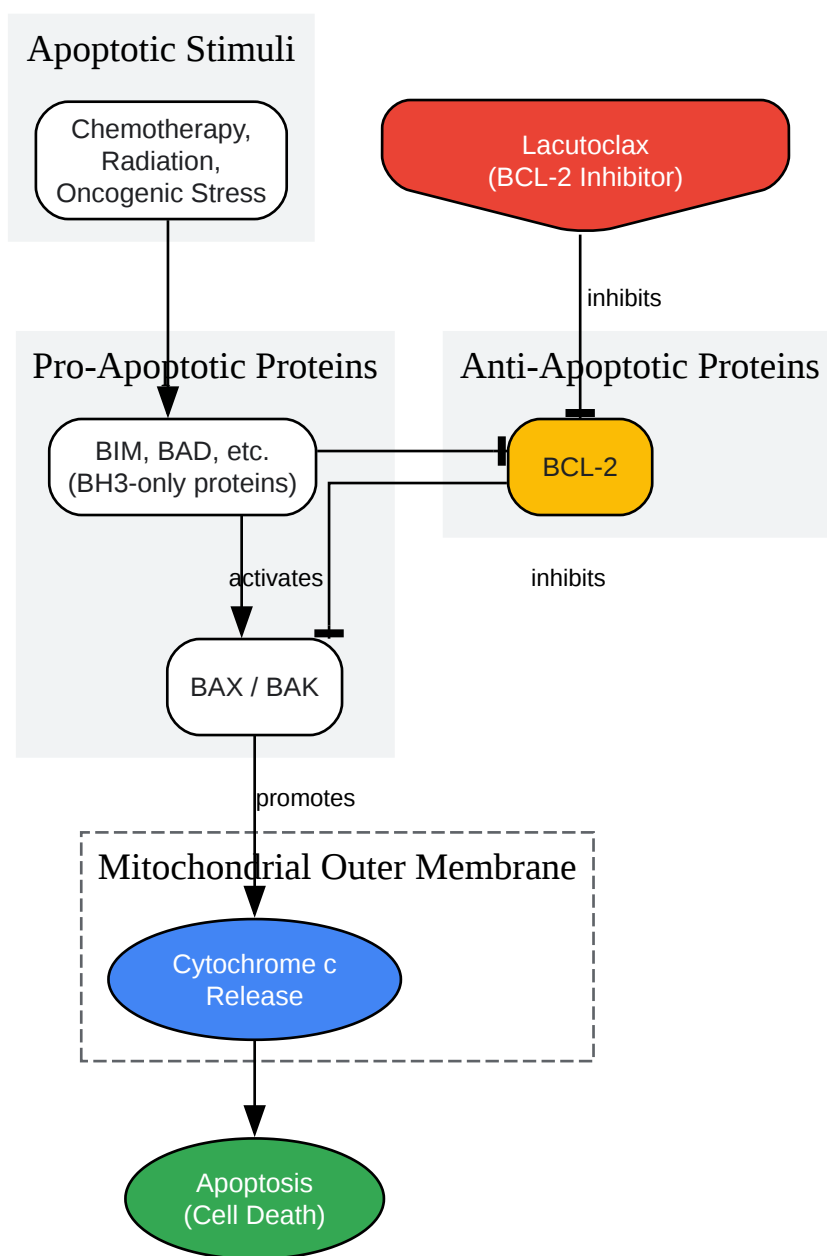 Apoptotic Stimuli
Chemotherapy,
Radiation,
Oncogenic Stress
Lacutoclax
(BCL-2 Inhibitor)
inhibits
Pro-Apoptotic Proteins
Anti-Apoptotic Proteins
BIM, BAD, etc.
(BH3-only proteins)
BCL-2
activates
inhibits
BAX / BAK
promotes
Mitochondrial Outer Membrane
Cytochrome c
Release
Apoptosis
(Cell Death)